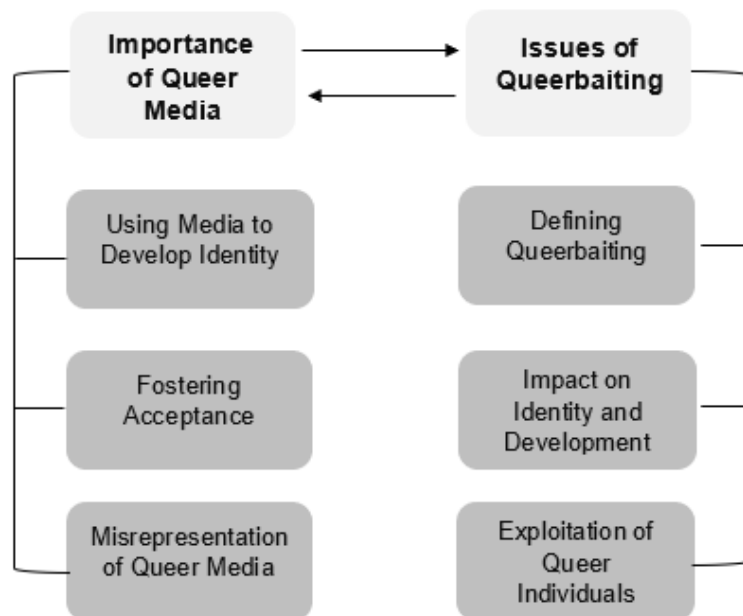 Importance
of Queer
Media
Issues of
Queerbaiting
Using Media to
Develop Identity
Defining
Queerbaiting
Fostering
Acceptance
Impact on
Identity and
Development
Misrepresentation
of Queer Media
Exploitation of
Queer
Individuals